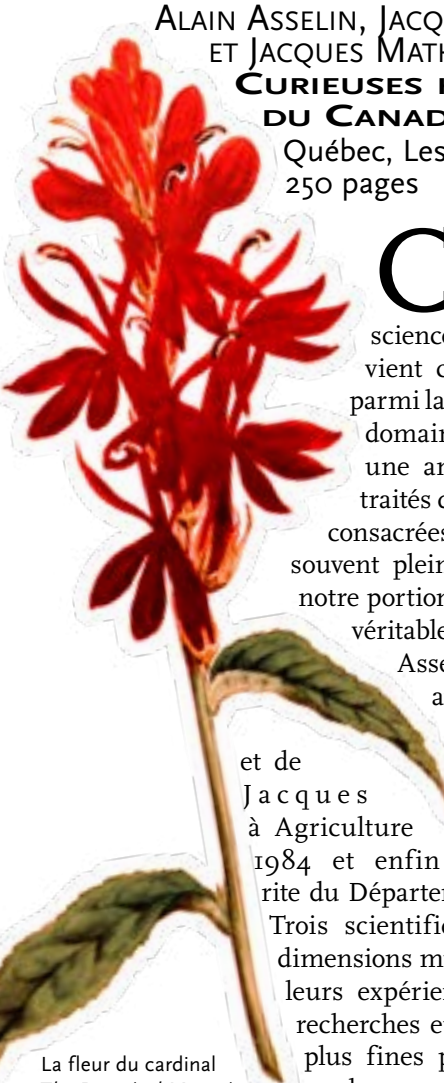 ALAIN ASSELIN, JACQ
ET JACQUES MATH
CURIEUSES
DU CANAD
Québec, Les
250 pages
C
science
vient
parmi la
domain
une ar
traités
consacrées
souvent plein
notre portion
véritable
Asse
a
et de
Jacques
à Agriculture
1984 et enfin
rite du Départe
Trois scientifi
dimensions m
leurs expérie
recherches e
plus fines p
La fleur du cardinal